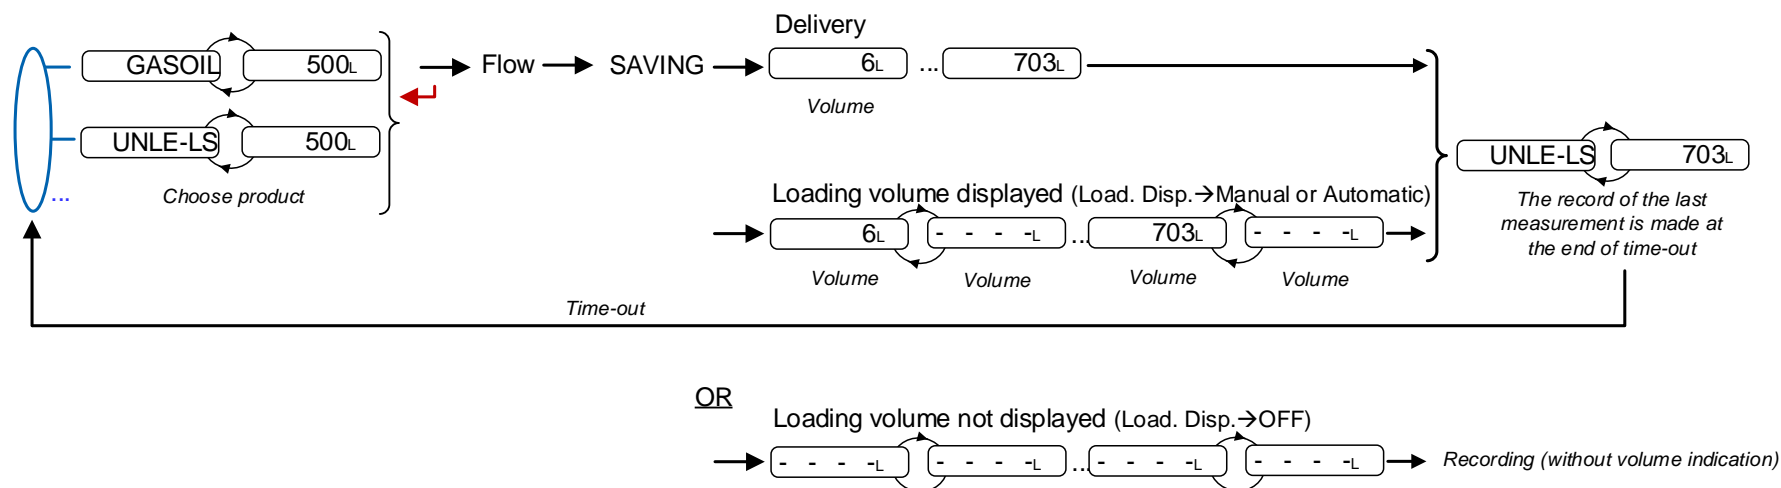 Delivery
GASOIL 500L
Flow SAVING 6L ... 703L
Volume
UNLE-LS 500L
Choose product
...
UNLE-LS 703L
The record of the last
measurement is made at
the end of time-out
Loading volume displayed (Load. Disp.→Manual or Automatic)
6L - - - -L ... 703L - - - -L
Volume Volume Volume Volume
Time-out
OR
Loading volume not displayed (Load. Disp.→OFF)
- - - -L - - - -L ... - - - -L - - - -L Recording (without volume indication)